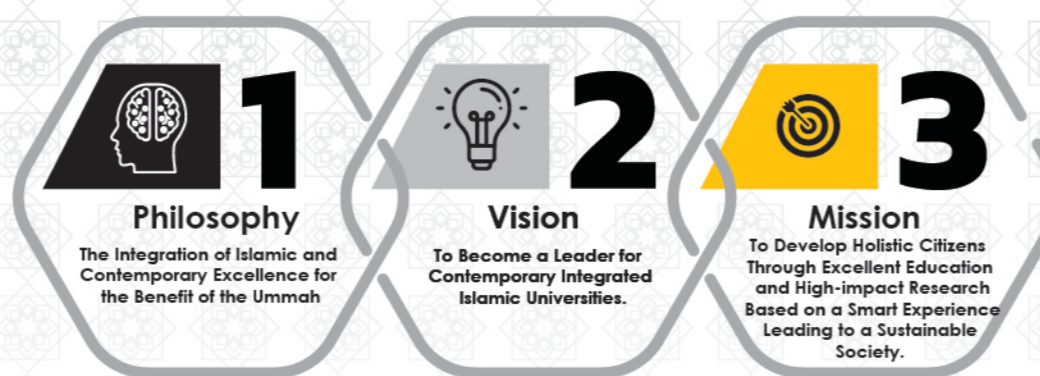 1
Philosophy
The Integration of Islamic and
Contemporary Excellence for
the Benefit of the Ummah
2
Vision
To Become a Leader for
Contemporary Integrated
Islamic Universities.
3
Mission
To Develop Holistic Citizens
Through Excellent Education
and High-impact Research
Based on a Smart Experience
Leading to a Sustainable
Society.